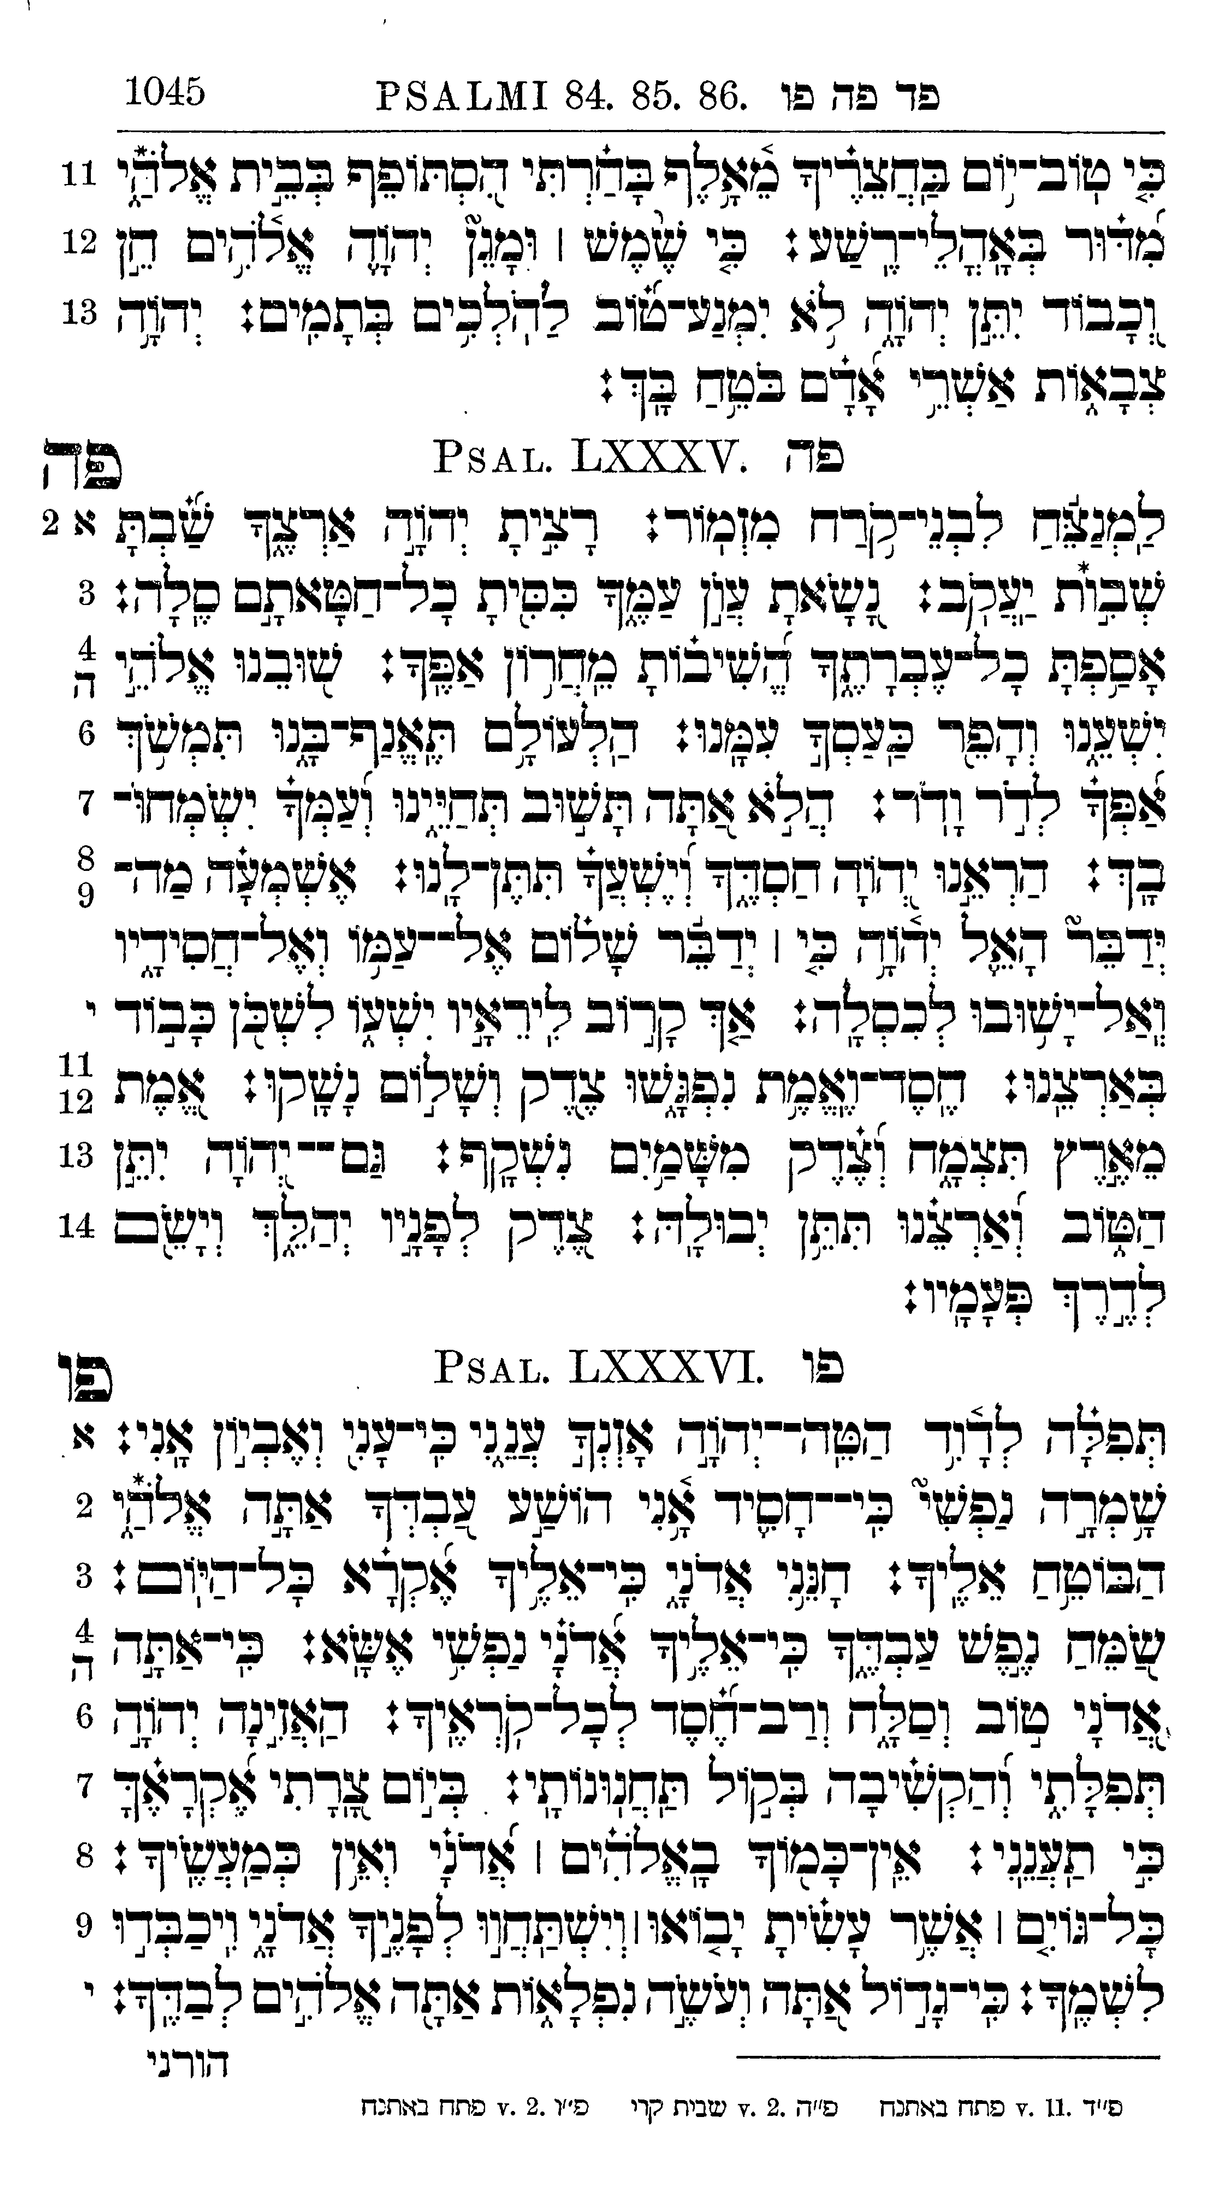 1045 PSALMI 84. 85. 86. פד פה פו
11 כִּ֤י טֽוֹב־י֥וֹם בַּחֲצֵרֶ֗יךָ מֵ֫אָ֥לֶף בָּחַ֗רְתִּי הִ֭סְתּוֹפֵף בְּבֵ֣ית אֱלֹהַ֑י
12 מִ֝דּ֗וּר בְּאׇהֳלֵי־רֶֽשַׁע׃ כִּ֤י שֶׁ֨מֶשׁ ׀ וּמָגֵן֮ יְהוָ֪ה אֱלֹ֫הִ֥ים חֵ֣ן
13 וְ֭כָבוֹד יִתֵּ֣ן יְהוָ֑ה לֹ֥א יִמְנַע־ט֝֗וֹב לַֽהֹלְכִ֥ים בְּתָמִֽים׃ יְהוָ֥ה
צְבָא֑וֹת אַשְׁרֵ֥י אָ֝דָ֗ם בֹּטֵ֥חַ בָּֽךְ׃
פה PSAL. LXXXV. פה
2 א לַמְנַצֵּ֬חַ לִבְנֵי־קֹ֬רַח מִזְמֽוֹר׃ רָצִ֣יתָ יְהוָ֣ה אַרְצֶ֑ךָ שַׁ֝֗בְתָּ
3 שְׁב֣וֹת יַעֲקֹֽב׃ נָ֭שָׂאתָ עֲוֺ֣ן עַמֶּ֑ךָ כִּסִּ֖יתָ כׇל־חַטָּאתָ֣ם סֶֽלָה׃
4 אָסַ֥פְתָּ כׇל־עֶבְרָתֶ֑ךָ הֱ֝שִׁיב֗וֹתָ מֵחֲר֥וֹן אַפֶּֽךָ׃ שׁ֭וּבֵנוּ אֱלֹהֵ֣י
ה
6 יִשְׁעֵ֑נוּ וְהָפֵ֖ר כַּֽעַסְךָ֣ עִמָּֽנוּ׃ הַלְעוֹלָ֥ם תֶּֽאֱנַף־בָּ֑נוּ תִּמְשֹׁ֥ךְ
7 אַ֝פְּךָ֗ לְדֹ֣ר וָדֹֽר׃ הֲלֹ֣א אַ֭תָּה תָּשׁ֣וּב תְּחַיֵּ֑ינוּ וְ֝עַמְּךָ֗ יִשְׂמְחוּ־
8 בָֽךְ׃ הַרְאֵ֣נוּ יְ֭הוָה חַסְדֶּ֑ךָ וְ֝יֶשְׁעֲךָ֗ תִּתֶּן־לָֽנוּ׃ אֶשְׁמְעָ֗ה מַה־
9
יְּדַבֵּר֮ הָאֵ֪ל יְה֫וָ֥ה כִּ֤י ׀ יְדַבֵּ֬ר שָׁל֗וֹם אֶל־עַמּ֥וֹ וְאֶל־חֲסִידָ֑יו
י וְֽאַל־יָשׁ֥וּבוּ לְכִסְלָֽה׃ אַ֤ךְ קָר֣וֹב לִירֵאָ֣יו יִשְׁע֑וֹ לִשְׁכֹּ֖ן כָּב֣וֹד
11 בְּאַרְצֵֽנוּ׃ חֶֽסֶד־וֶאֱמֶ֥ת נִפְגָּ֑שׁוּ צֶ֖דֶק וְשָׁל֣וֹם נָשָֽׁקוּ׃ אֱ֭מֶת
12
13 מֵאֶ֣רֶץ תִּצְמָ֑ח וְ֝צֶ֗דֶק מִשָּׁמַ֥יִם נִשְׁקָֽף׃ גַּם־יְ֭הוָה יִתֵּ֣ן
14 הַטּ֑וֹב וְ֝אַרְצֵ֗נוּ תִּתֵּ֥ן יְבוּלָֽהּ׃ צֶ֭דֶק לְפָנָ֣יו יְהַלֵּ֑ךְ וְיָשֵׂ֖ם
לְדֶ֣רֶךְ פְּעָמָֽיו׃
פו PSAL. LXXXVI. פו
א תְּפִלָּ֗ה לְדָ֫וִ֥ד הַטֵּֽה־יְהוָ֣ה אׇזְנְךָ֣ עֲנֵ֑נִי כִּֽי־עָנִ֖י וְאֶבְי֣וֹן אָֽנִי׃
2 שָׁ֥מְרָ֣ה נַפְשִׁי֮ כִּֽי־חָסִ֪יד אָ֫נִי הוֹשַׁ֣ע עַ֭בְדְּךָ אַתָּ֣ה אֱלֹהַ֑י
3 הַבּוֹטֵ֥חַ אֵלֶֽיךָ׃ חׇנֵּ֥נִי אֲדֹנָ֑י כִּֽי־אֵלֶ֥יךָ אֶ֝קְרָ֗א כׇּל־הַיּֽוֹם׃
4 שַׂ֭מֵּחַ נֶ֣פֶשׁ עַבְדֶּ֑ךָ כִּֽי־אֵלֶ֥יךָ אֲ֝דֹנָ֗י נַפְשִׁ֥י אֶשָּֽׂא׃ כִּֽי־אַתָּ֣ה
ה
6 אֲ֭דֹנָי ט֣וֹב וְסַלָּ֑ח וְרַב־חֶ֝֗סֶד לְכׇל־קֹרְאֶֽיךָ׃ הַאֲזִ֣ינָה יְהוָ֣ה
7 תְּפִלָּתִ֑י וְ֝הַקְשִׁ֗יבָה בְּק֣וֹל תַּחֲנוּנוֹתָֽי׃ בְּי֣וֹם צָ֭רָתִי אֶ֝קְרָאֶ֗ךָּ
8 כִּ֣י תַעֲנֵֽנִי׃ אֵֽין־כָּמ֖וֹךָ בָאֱלֹהִ֥ים ׀ אֲ֝דֹנָ֗י וְאֵ֣ין כְּֽמַעֲשֶֽׂיךָ׃
9 כׇּל־גּוֹיִ֤ם ׀ אֲשֶׁ֥ר עָשִׂ֗יתָ יָב֤וֹאוּ ׀ וְיִשְׁתַּחֲו֣וּ לְפָנֶ֣יךָ אֲדֹנָ֑י וִֽיכַבְּד֣וּ
י לִשְׁמֶֽךָ׃ כִּֽי־גָד֣וֹל אַ֭תָּה וְעֹשֵׂ֣ה נִפְלָא֑וֹת אַתָּ֖ה אֱלֹהִ֣ים לְבַדֶּֽךָ׃
הורני
פ״ד v. 11. פתח באתנח פ״ה v. 2. שבית קרי פ״ו v. 2. פתח באתנח